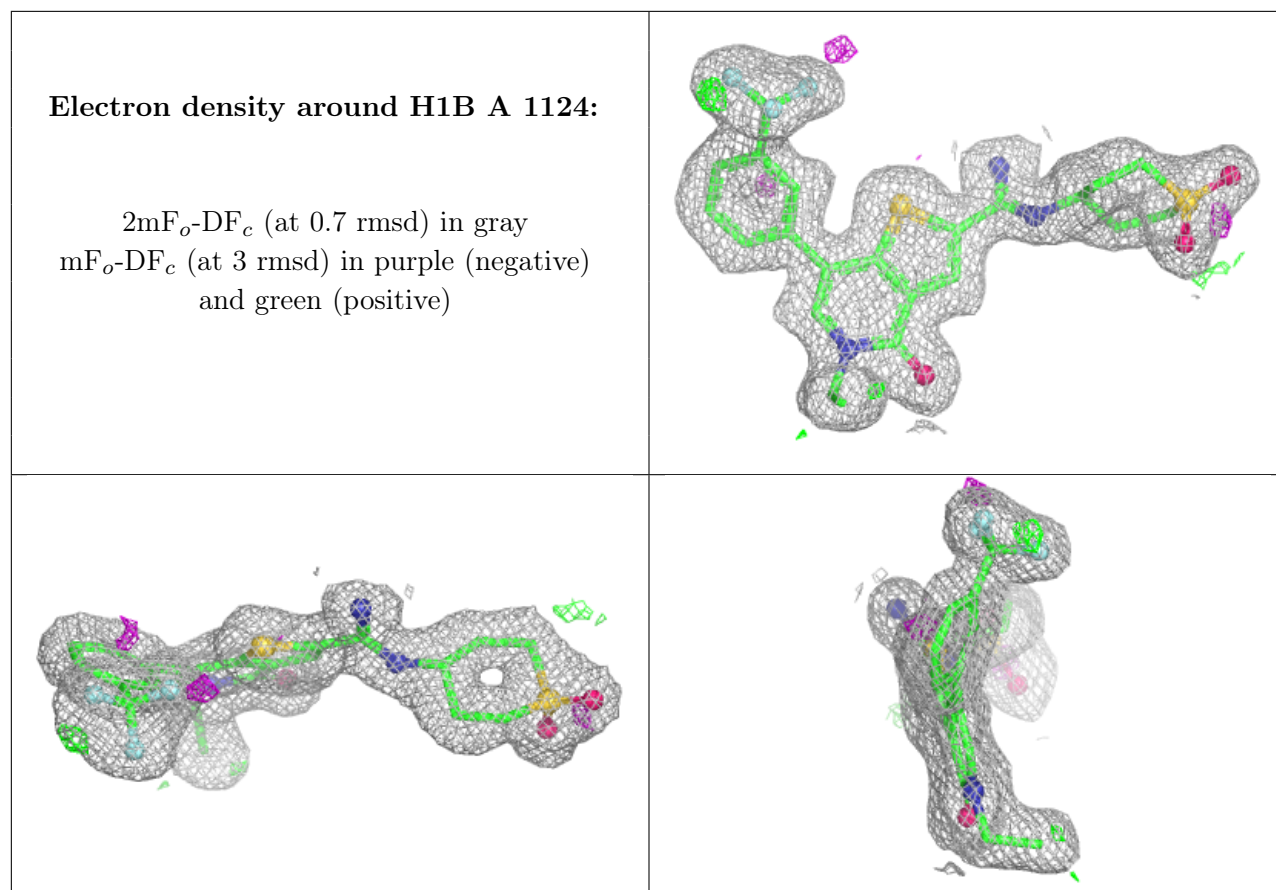 Electron density around H1B A 1124:
2mFo-DFc (at 0.7 rmsd) in gray
mFo-DFc (at 3 rmsd) in purple (negative)
and green (positive)